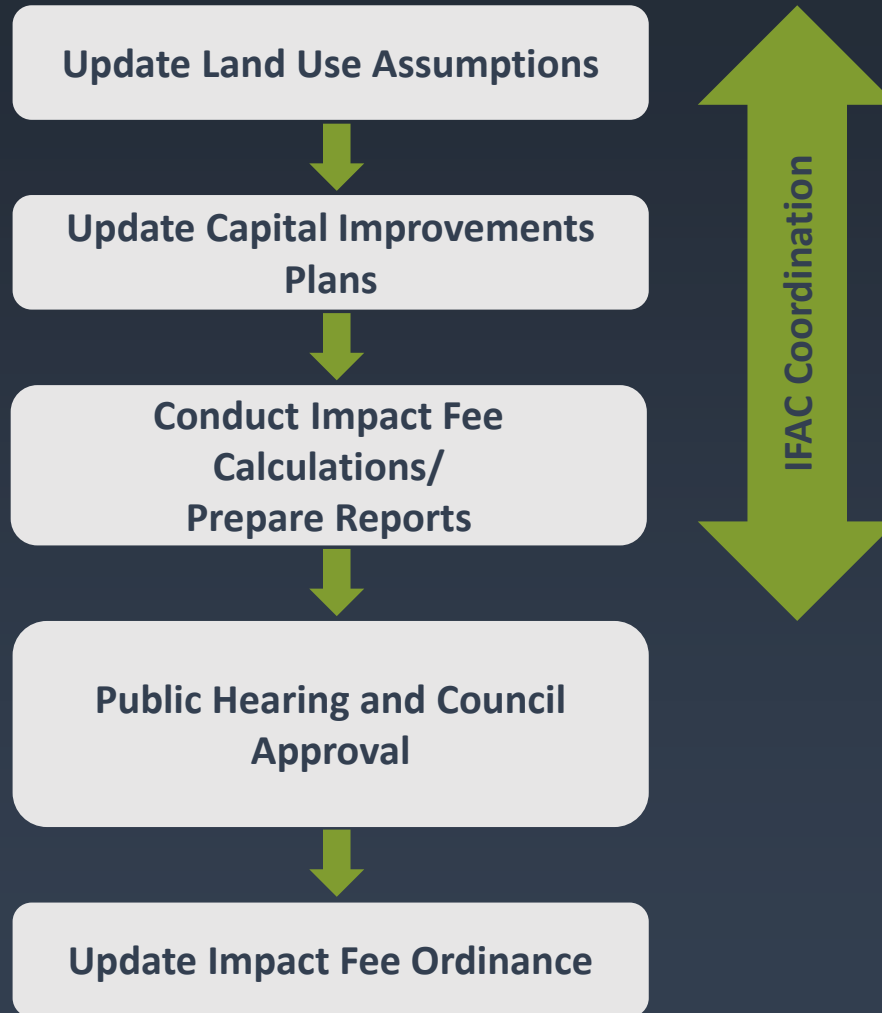 Update Land Use Assumptions
Update Capital Improvements
Plans
Conduct Impact Fee
Calculations/
Prepare Reports
Public Hearing and Council
Approval
Update Impact Fee Ordinance
IFAC Coordination